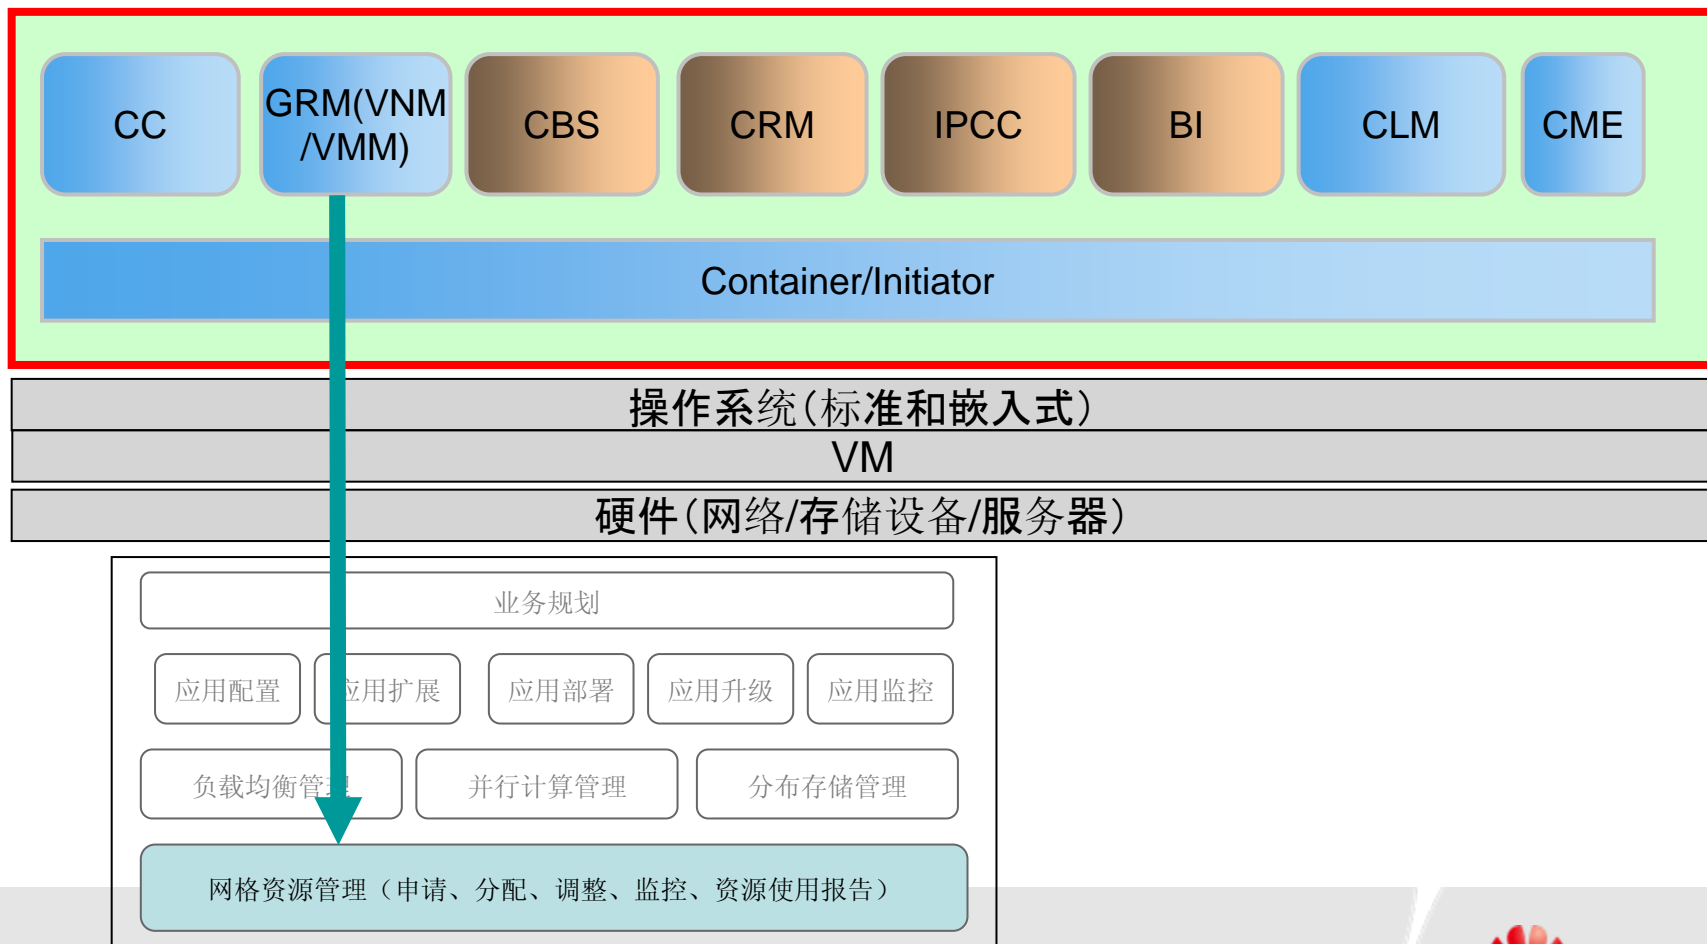 CC
GRM(VNM
/VMM)
CBS
CRM
IPCC
BI
CLM
CME
Container/Initiator
操作系统(标准和嵌入式)
VM
硬件(网络/存储设备/服务器)
业务规划
应用配置
应用扩展
应用部署
应用升级
应用监控
负载均衡管理
并行计算管理
分布存储管理
网格资源管理（申请、分配、调整、监控、资源使用报告）